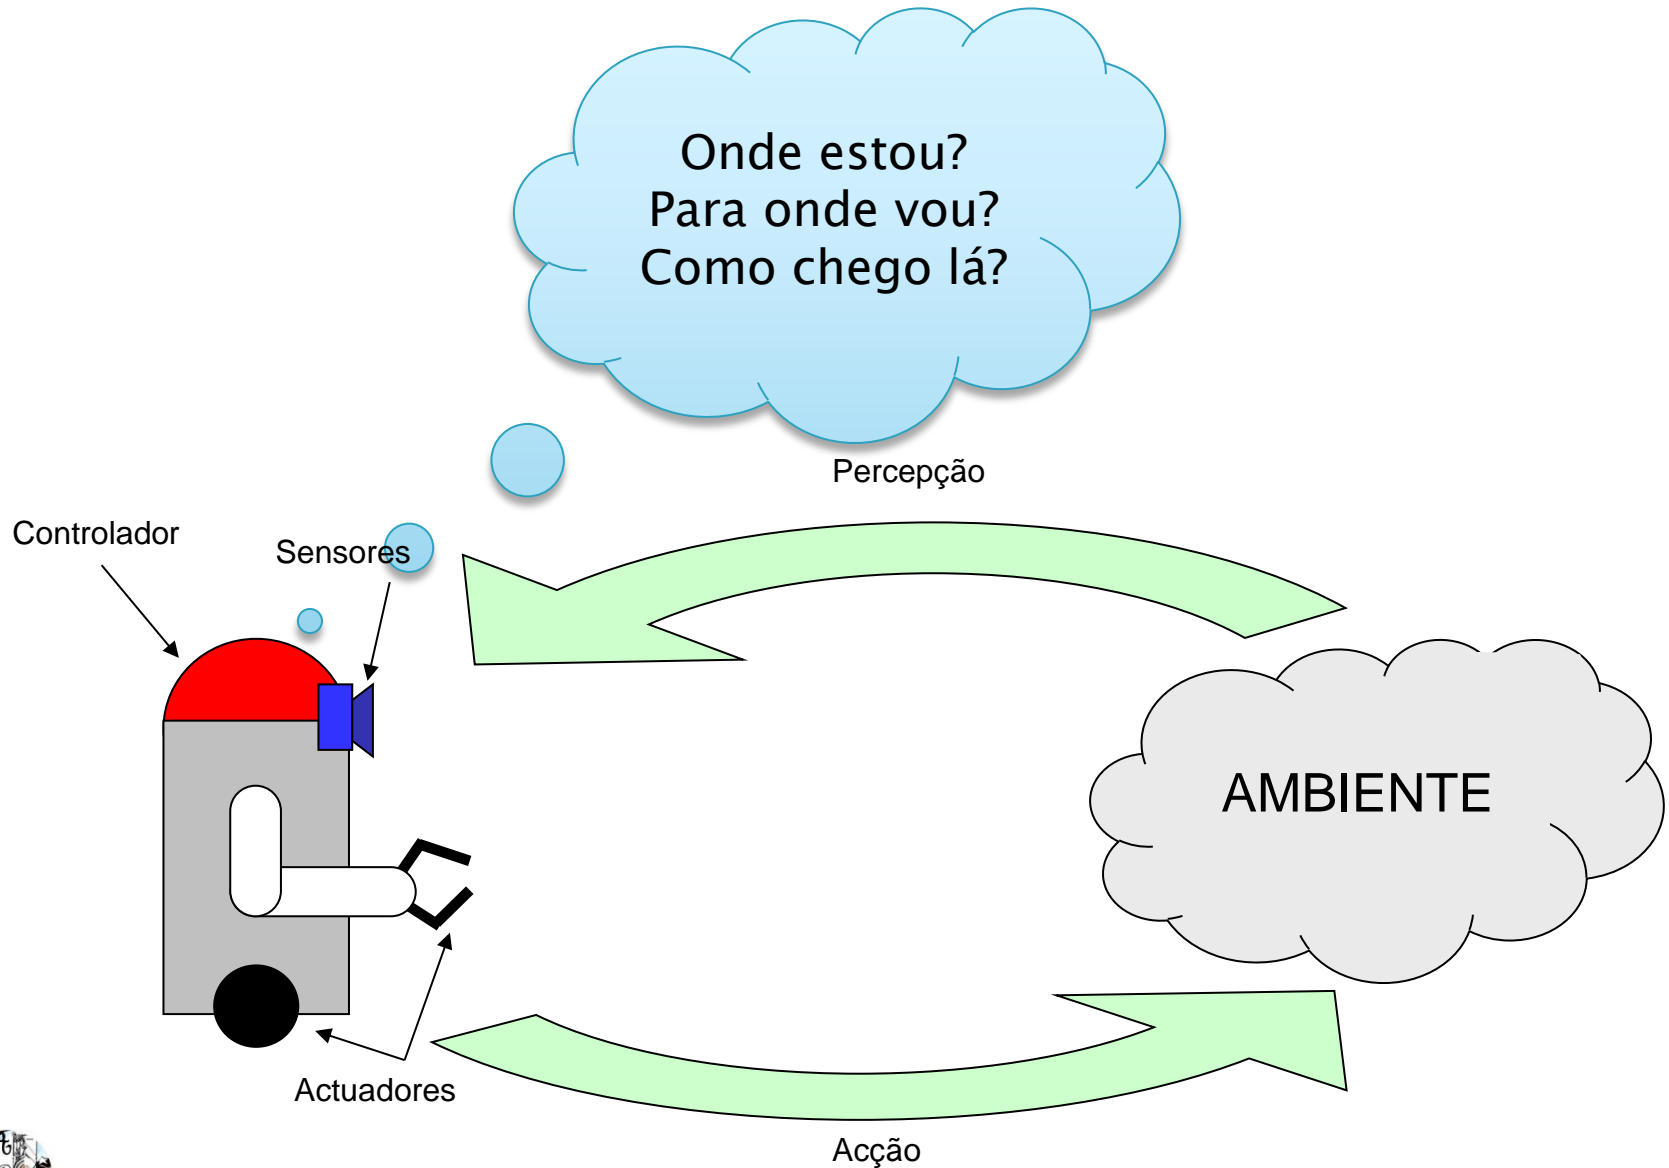 Onde estou?
Para onde vou?
Como chego lá?
Percepção
Controlador
Sensores
AMBIENTE
Actuadores
Acção